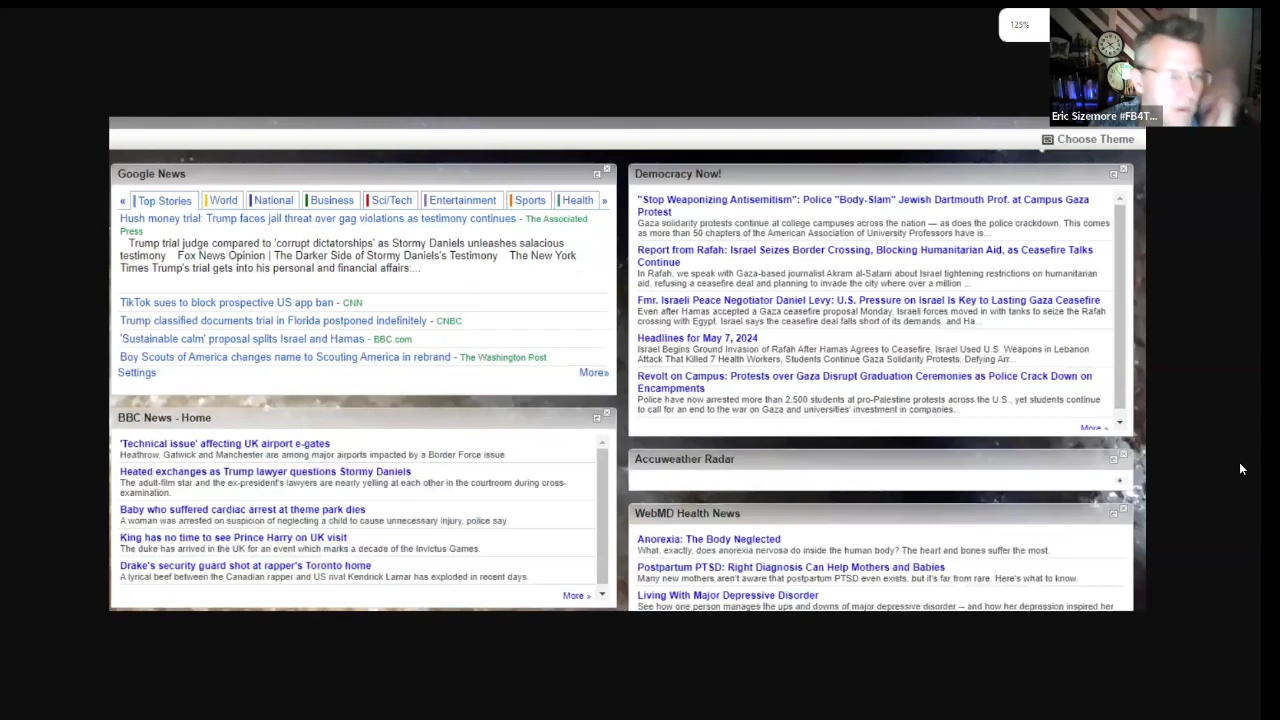 125%
Eric Sizemore #FB4T...
Choose Theme
Google News
« Top Stories World National Business Sci/Tech Entertainment Sports Health »
Hush money trial: Trump faces jail threat over gag violations as testimony continues - The Associated
Press
Trump trial judge compared to 'corrupt dictatorships' as Stormy Daniels unleashes salacious
testimony Fox News Opinion | The Darker Side of Stormy Daniels's Testimony The New York
Times Trump's trial gets into his personal and financial affairs:...
TikTok sues to block prospective US app ban - CNN
Trump classified documents trial in Florida postponed indefinitely - CNBC
'Sustainable calm' proposal splits Israel and Hamas - BBC.com
Boy Scouts of America changes name to Scouting America in rebrand - The Washington Post
Settings More»
BBC News - Home
'Technical issue' affecting UK airport e-gates
Heathrow, Gatwick and Manchester are among major airports impacted by a Border Force issue.
Heated exchanges as Trump lawyer questions Stormy Daniels
The adult-film star and the ex-president's lawyers are nearly yelling at each other in the courtroom during cross-
examination.
Baby who suffered cardiac arrest at theme park dies
A woman was arrested on suspicion of neglecting a child to cause unnecessary injury, police say.
King has no time to see Prince Harry on UK visit
The duke has arrived in the UK for an event which marks a decade of the Invictus Games.
Drake's security guard shot at rapper's Toronto home
A lyrical beef between the Canadian rapper and US rival Kendrick Lamar has exploded in recent days.
More »
Democracy Now!
"Stop Weaponizing Antisemitism": Police "Body-Slam" Jewish Dartmouth Prof. at Campus Gaza
Protest
Gaza solidarity protests continue at college campuses across the nation — as does the police crackdown. This comes
as more than 50 chapters of the American Association of University Professors have is...
Report from Rafah: Israel Seizes Border Crossing, Blocking Humanitarian Aid, as Ceasefire Talks
Continue
In Rafah, we speak with Gaza-based journalist Akram al-Satarri about Israel tightening restrictions on humanitarian
aid, refusing a ceasefire deal and planning to invade the city where over a million ...
Fmr. Israeli Peace Negotiator Daniel Levy: U.S. Pressure on Israel Is Key to Lasting Gaza Ceasefire
Even after Hamas accepted a Gaza ceasefire proposal Monday, Israeli forces moved in with tanks to seize the Rafah
crossing with Egypt. Israel says the ceasefire deal falls short of its demands, and Ha...
Headlines for May 7, 2024
Israel Begins Ground Invasion of Rafah After Hamas Agrees to Ceasefire, Israel Used U.S. Weapons in Lebanon
Attack That Killed 7 Health Workers, Students Continue Gaza Solidarity Protests, Defying Arr...
Revolt on Campus: Protests over Gaza Disrupt Graduation Ceremonies as Police Crack Down on
Encampments
Police have now arrested more than 2,500 students at pro-Palestine protests across the U.S., yet students continue
to call for an end to the war on Gaza and universities' investment in companies...
More »
Accuweather Radar
WebMD Health News
Anorexia: The Body Neglected
What, exactly, does anorexia nervosa do inside the human body? The heart and bones suffer the most.
Postpartum PTSD: Right Diagnosis Can Help Mothers and Babies
Many new mothers aren't aware that postpartum PTSD even exists, but it's far from rare. Here's what to know.
Living With Major Depressive Disorder
See how one person manages the ups and downs of major depressive disorder -- and how her depression inspired her